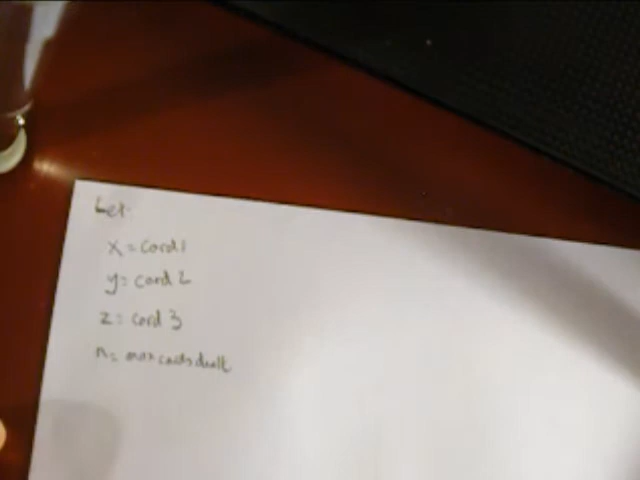 Let
x = card 1
y = card 2
z = card 3
n = max cards dealt